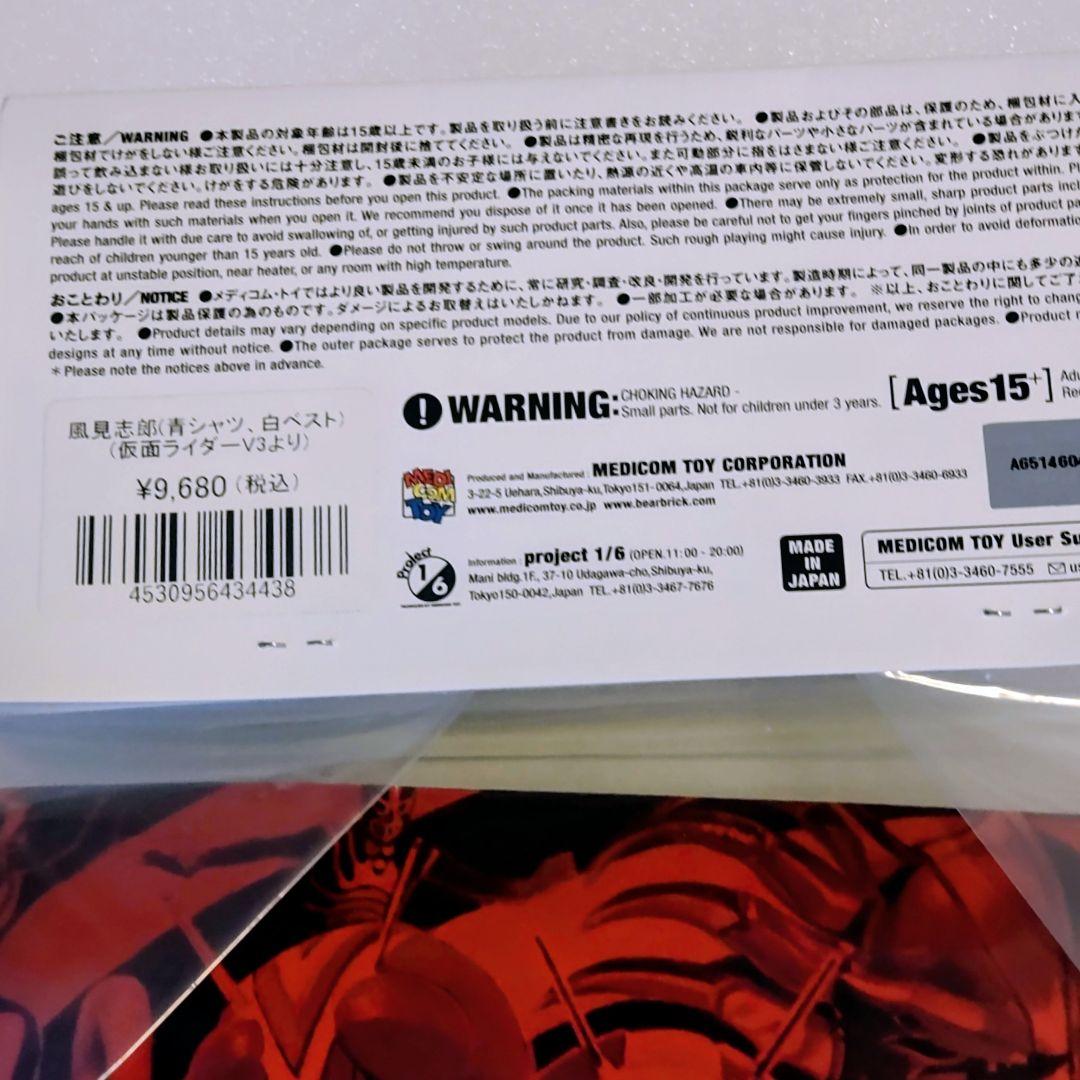 ご注意／WARNING ●本製品の対象年齢は15歳以上です。製品を取り扱う前に注意書きをお読みください。 ●製品およびその部品は、保護のため、梱包材に入
梱包材でけがをしない様ご注意ください。梱包材は開封後に捨ててください。 ●製品は精密な再現を行うため、鋭利なパーツや小さなパーツが含まれている場合があります
誤って飲み込まない様お取り扱いには十分注意し、15歳未満のお子様には与えないでください。また可動部分に指をはさまない様ご注意ください。 ●製品をぶつけ
遊びをしないでください。けがをする危険があります。 ●製品を不安定な場所に置いたり、熱源の近くや高温の車内等に保管しないでください。変形する恐れがありま
ages 15 & up. Please read these instructions before you open this product. ●The packing materials within this package serve only as protection for the product within.
your hands with such materials when you open it. We recommend you dispose of it once it has been opened. ●There may be extremely small, sharp product parts
Please handle it with due care to avoid swallowing of, or getting injured by such product parts. Also, please be careful not to get your fingers pinched by joints of product
reach of children younger than 15 years old. ●Please do not throw or swing around the product. Such rough playing might cause injury. ●In order to avoid
product at unstable position, near heater, or any room with high temperature.
おことわり／NOTICE ●メディコム・トイではより良い製品を開発するために、常に研究・調査・改良・開発を行っています。製造時期によって、同一製品の中にも多少の
●本パッケージは製品保護の為のものです。ダメージによるお取替えはいたしかねます。 ●一部加工が必要な場合があります。 ※以上、おことわりに関してご了
いたします。 ●Product details may vary depending on specific product models. Due to our policy of continuous product improvement, we reserve the right to
designs at any time without notice. ●The outer package serves to protect the product from damage. We are not responsible for damaged packages. ●Product
＊Please note the notices above in advance.
WARNING: CHOKING HAZARD -
Small parts. Not for children under 3 years.
[Ages15+]
風見志郎(青シャツ、白ベスト)
(仮面ライダーV3より)
¥9,680(税込)
4530956434438
MEDI COM TOY
Produced and Manufactured : MEDICOM TOY CORPORATION
3-22-5 Uehara,Shibuya-ku,Tokyo151-0064,Japan TEL.+81(0)3-3460-3933 FAX.+81(0)3-3460-6933
www.medicomtoy.co.jp www.bearbrick.com
A651460
Project 1/6
Information : project 1/6 (OPEN.11:00 - 20:00)
Mani bldg.1F., 37-10 Udagawa-cho,Shibuya-ku,
Tokyo150-0042,Japan TEL.+81(0)3-3467-7676
MADE
IN
JAPAN
MEDICOM TOY User
TEL.+81(0)3-3460-7555